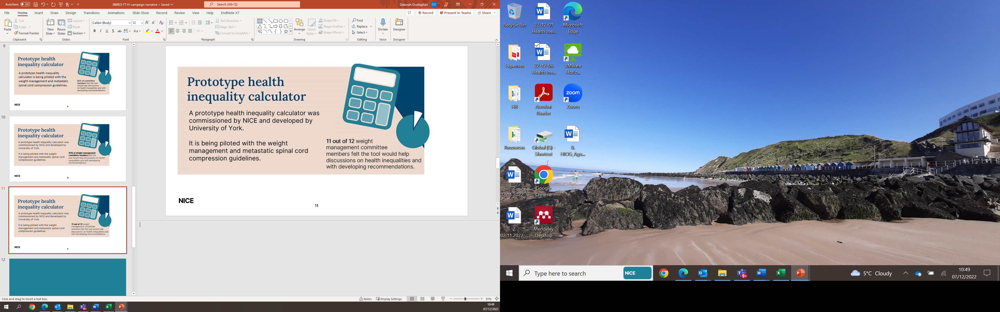 AutoSave Off
080922 FT HI campaign narrative • Saved
Search (Alt+Q)
Deborah Ocallaghan DO
File Home Insert Draw Design Transitions Animations Slide Show Record Review View Help EndNote X7
Record Present in Teams Share
Paste
Cut
Copy
Format Painter
Clipboard
New Slide
Reuse Slides
Layout
Reset
Section
Slides
Calibri (Body) 12
Font
Paragraph
Text Direction
Align Text
Convert to SmartArt
Arrange
Quick Styles
Shape Fill
Shape Outline
Shape Effects
Drawing
Find
Replace
Select
Editing
Dictate
Voice
Designer
Designer
9
Prototype health
inequality calculator
A prototype health inequality
calculator is being piloted with the
weight management and metastatic
spinal cord compression guidelines.
92% of committee
members felt the tool
would help discussions
on health inequalities and with
developing recommendations.
NICE
9
10
Prototype health
inequality calculator
A prototype health inequality calculator was
commissioned by NICE and developed by
University of York.
It is being piloted with the weight
management and metastatic spinal cord
compression guidelines.
92% of weight management
committee members felt the
tool would help discussions on health
inequalities and with developing
recommendations
NICE
10
11
Prototype health
inequality calculator
A prototype health inequality calculator was
commissioned by NICE and developed by
University of York.
It is being piloted with the weight
management and metastatic spinal cord
compression guidelines.
11 out of 12 weight
management committee
members felt the tool would help
discussions on health inequalities and
with developing recommendations.
NICE
11
12
Prototype health
inequality calculator
A prototype health inequality calculator was
commissioned by NICE and developed by
University of York.
It is being piloted with the weight
management and metastatic spinal cord
compression guidelines.
11 out of 12 weight
management committee
members felt the tool would help
discussions on health inequalities and
with developing recommendations.
NICE
11
Click and drag to insert a text box.
Notes Display Settings 91%
10:49
07/12/2022
Recycle Bin
22-12-01
Health Ine...
Microsoft
Edge
Expenses
22-12-06
Health Ine...
VMware
Horiz...
HR
Acrobat
Reader
zoom
Zoom
Resources
Global (G) -
Shortcut
0.
HIOG_Age...
2.
02.11.2022_...
Google
Chrome
2.
02.11.2022_...
Mendeley
Desktop
Type here to search
NICE
5°C Cloudy
10:49
07/12/2022